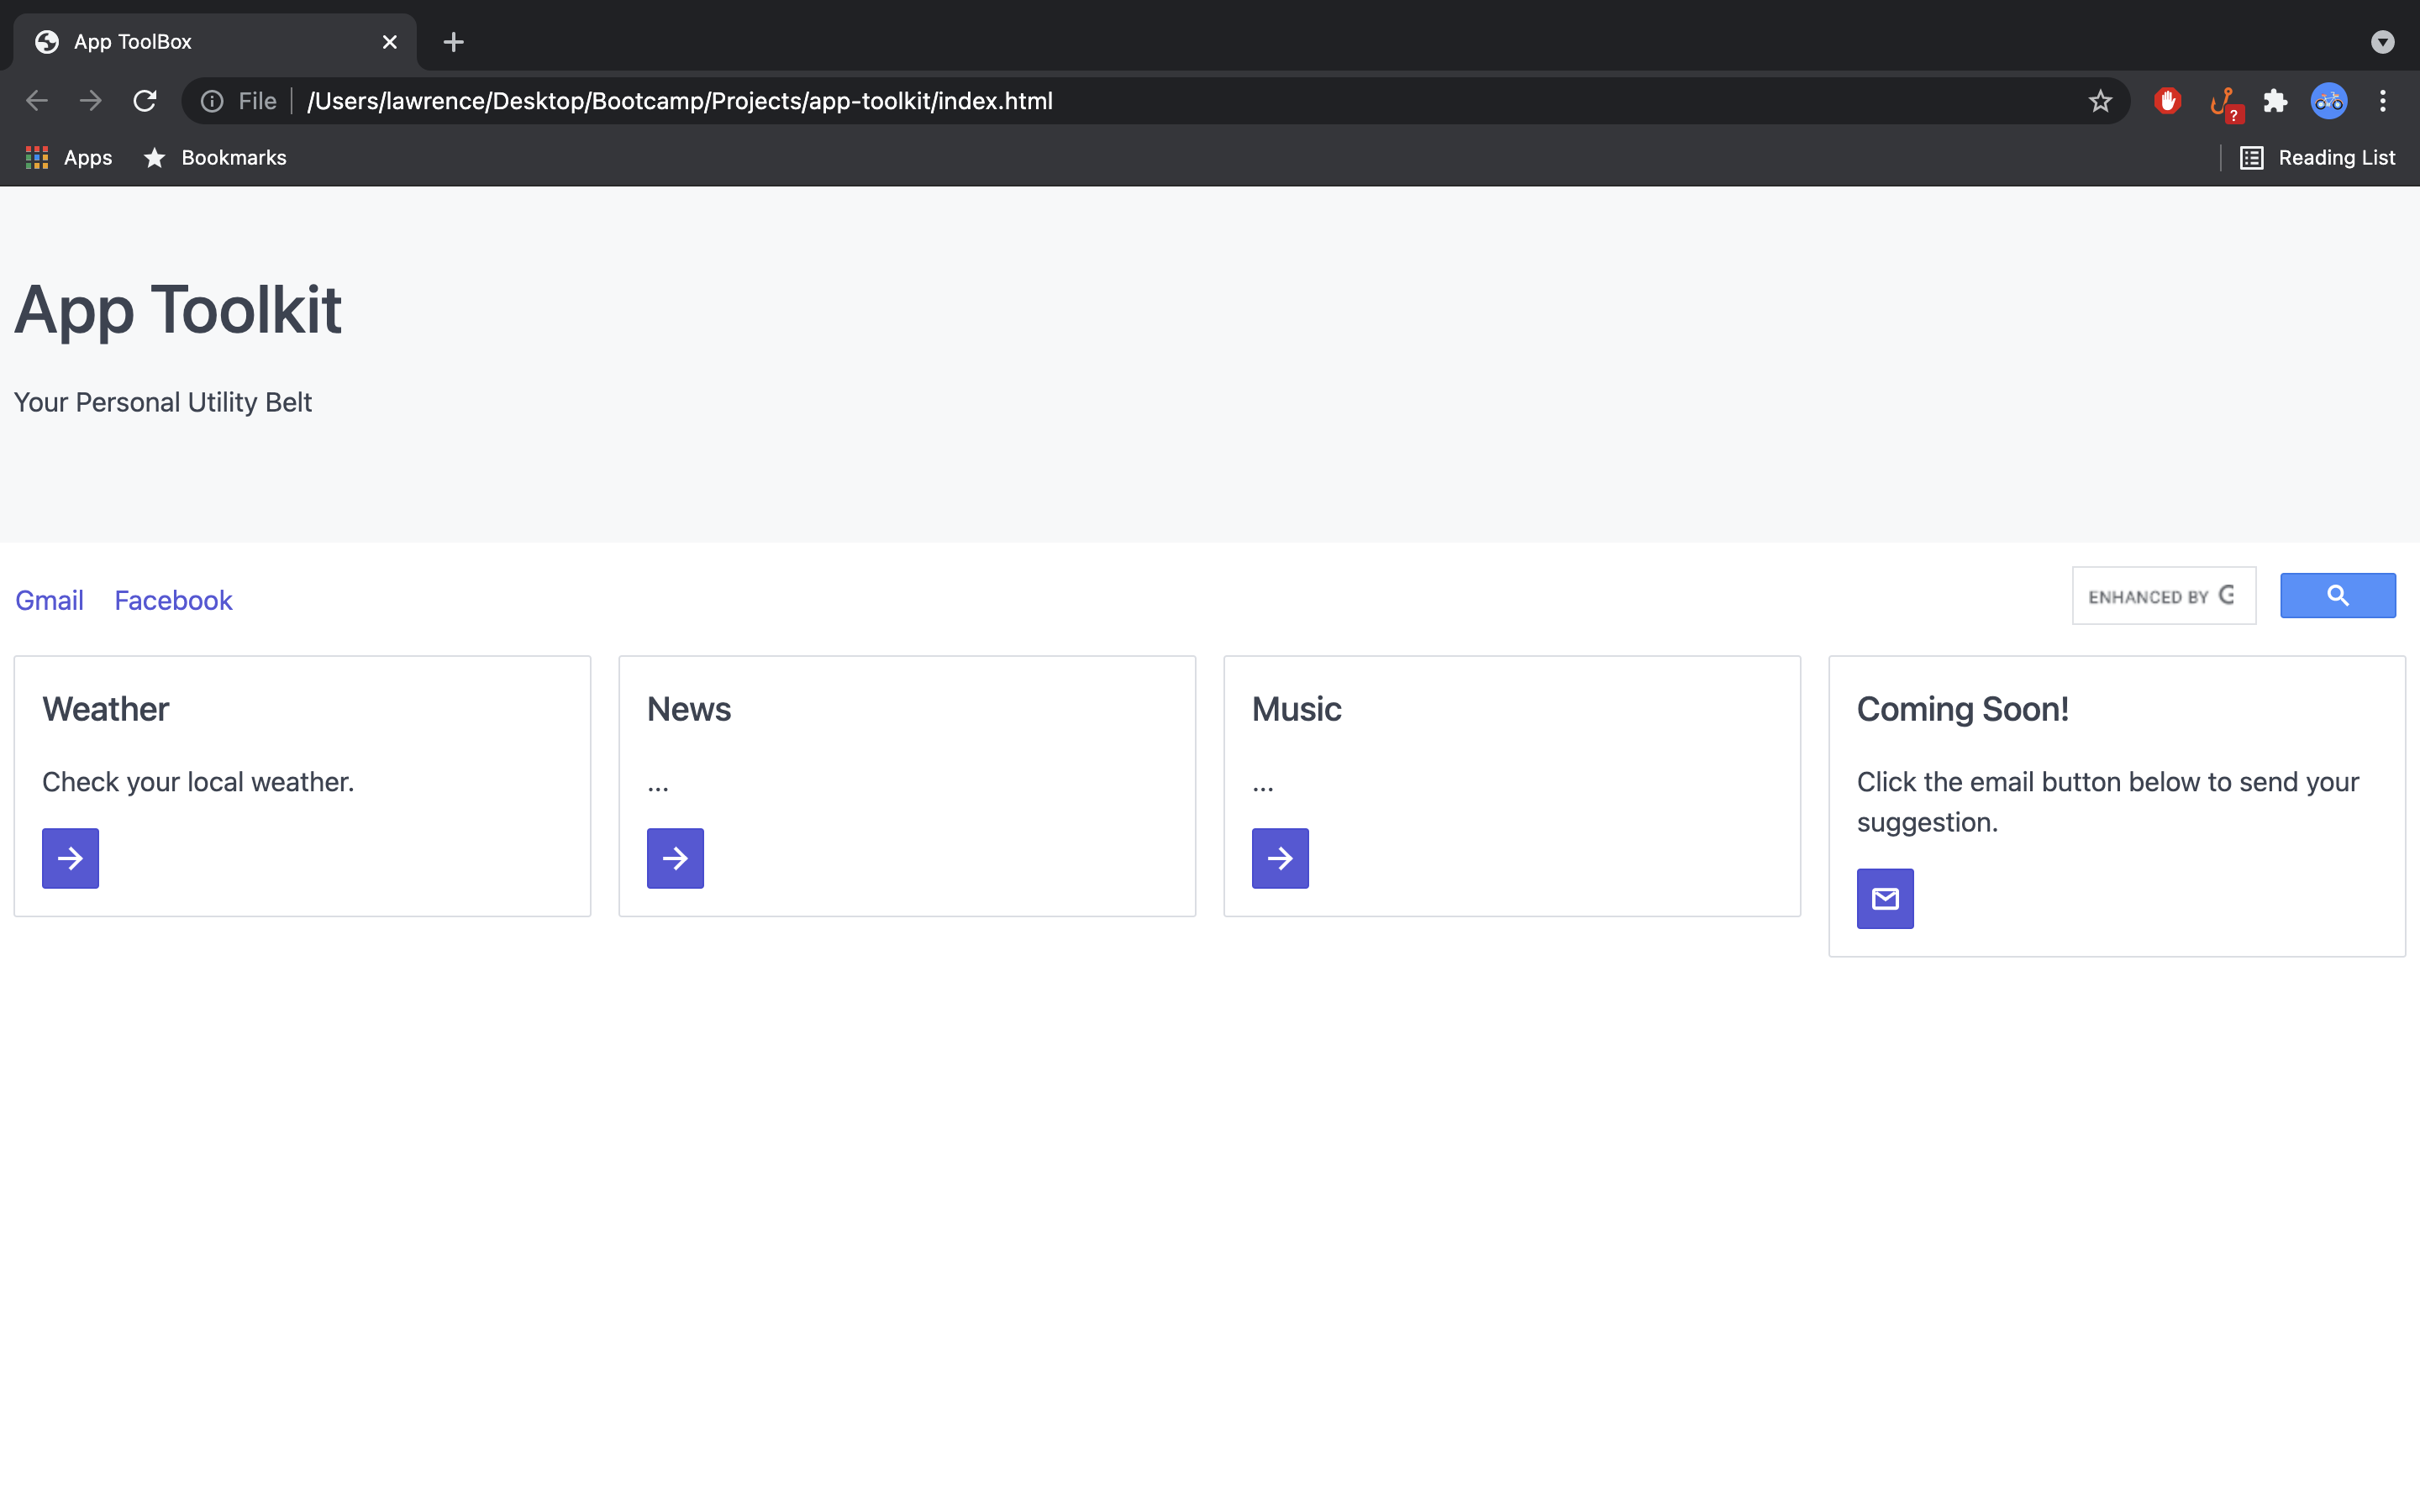 App ToolBox
File
/Users/lawrence/Desktop/Bootcamp/Projects/app-toolkit/index.html
?
Apps
Bookmarks
Reading List
App Toolkit
Your Personal Utility Belt
Gmail
Facebook
ENHANCED BY G
Weather
Check your local weather.
News
...
Music
...
Coming Soon!
Click the email button below to send your
suggestion.